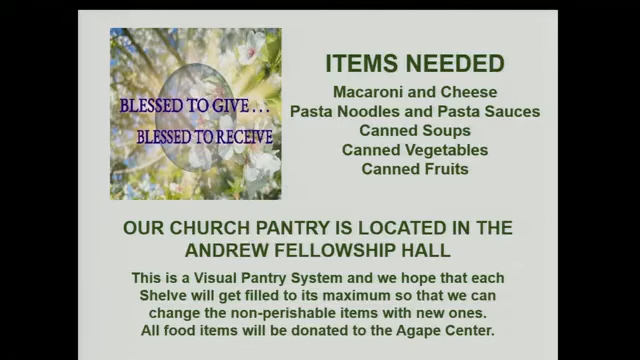 BLESSED TO GIVE . . .
BLESSED TO RECEIVE
ITEMS NEEDED
Macaroni and Cheese
Pasta Noodles and Pasta Sauces
Canned Soups
Canned Vegetables
Canned Fruits
OUR CHURCH PANTRY IS LOCATED IN THE
ANDREW FELLOWSHIP HALL
This is a Visual Pantry System and we hope that each
Shelve will get filled to its maximum so that we can
change the non-perishable items with new ones.
All food items will be donated to the Agape Center.